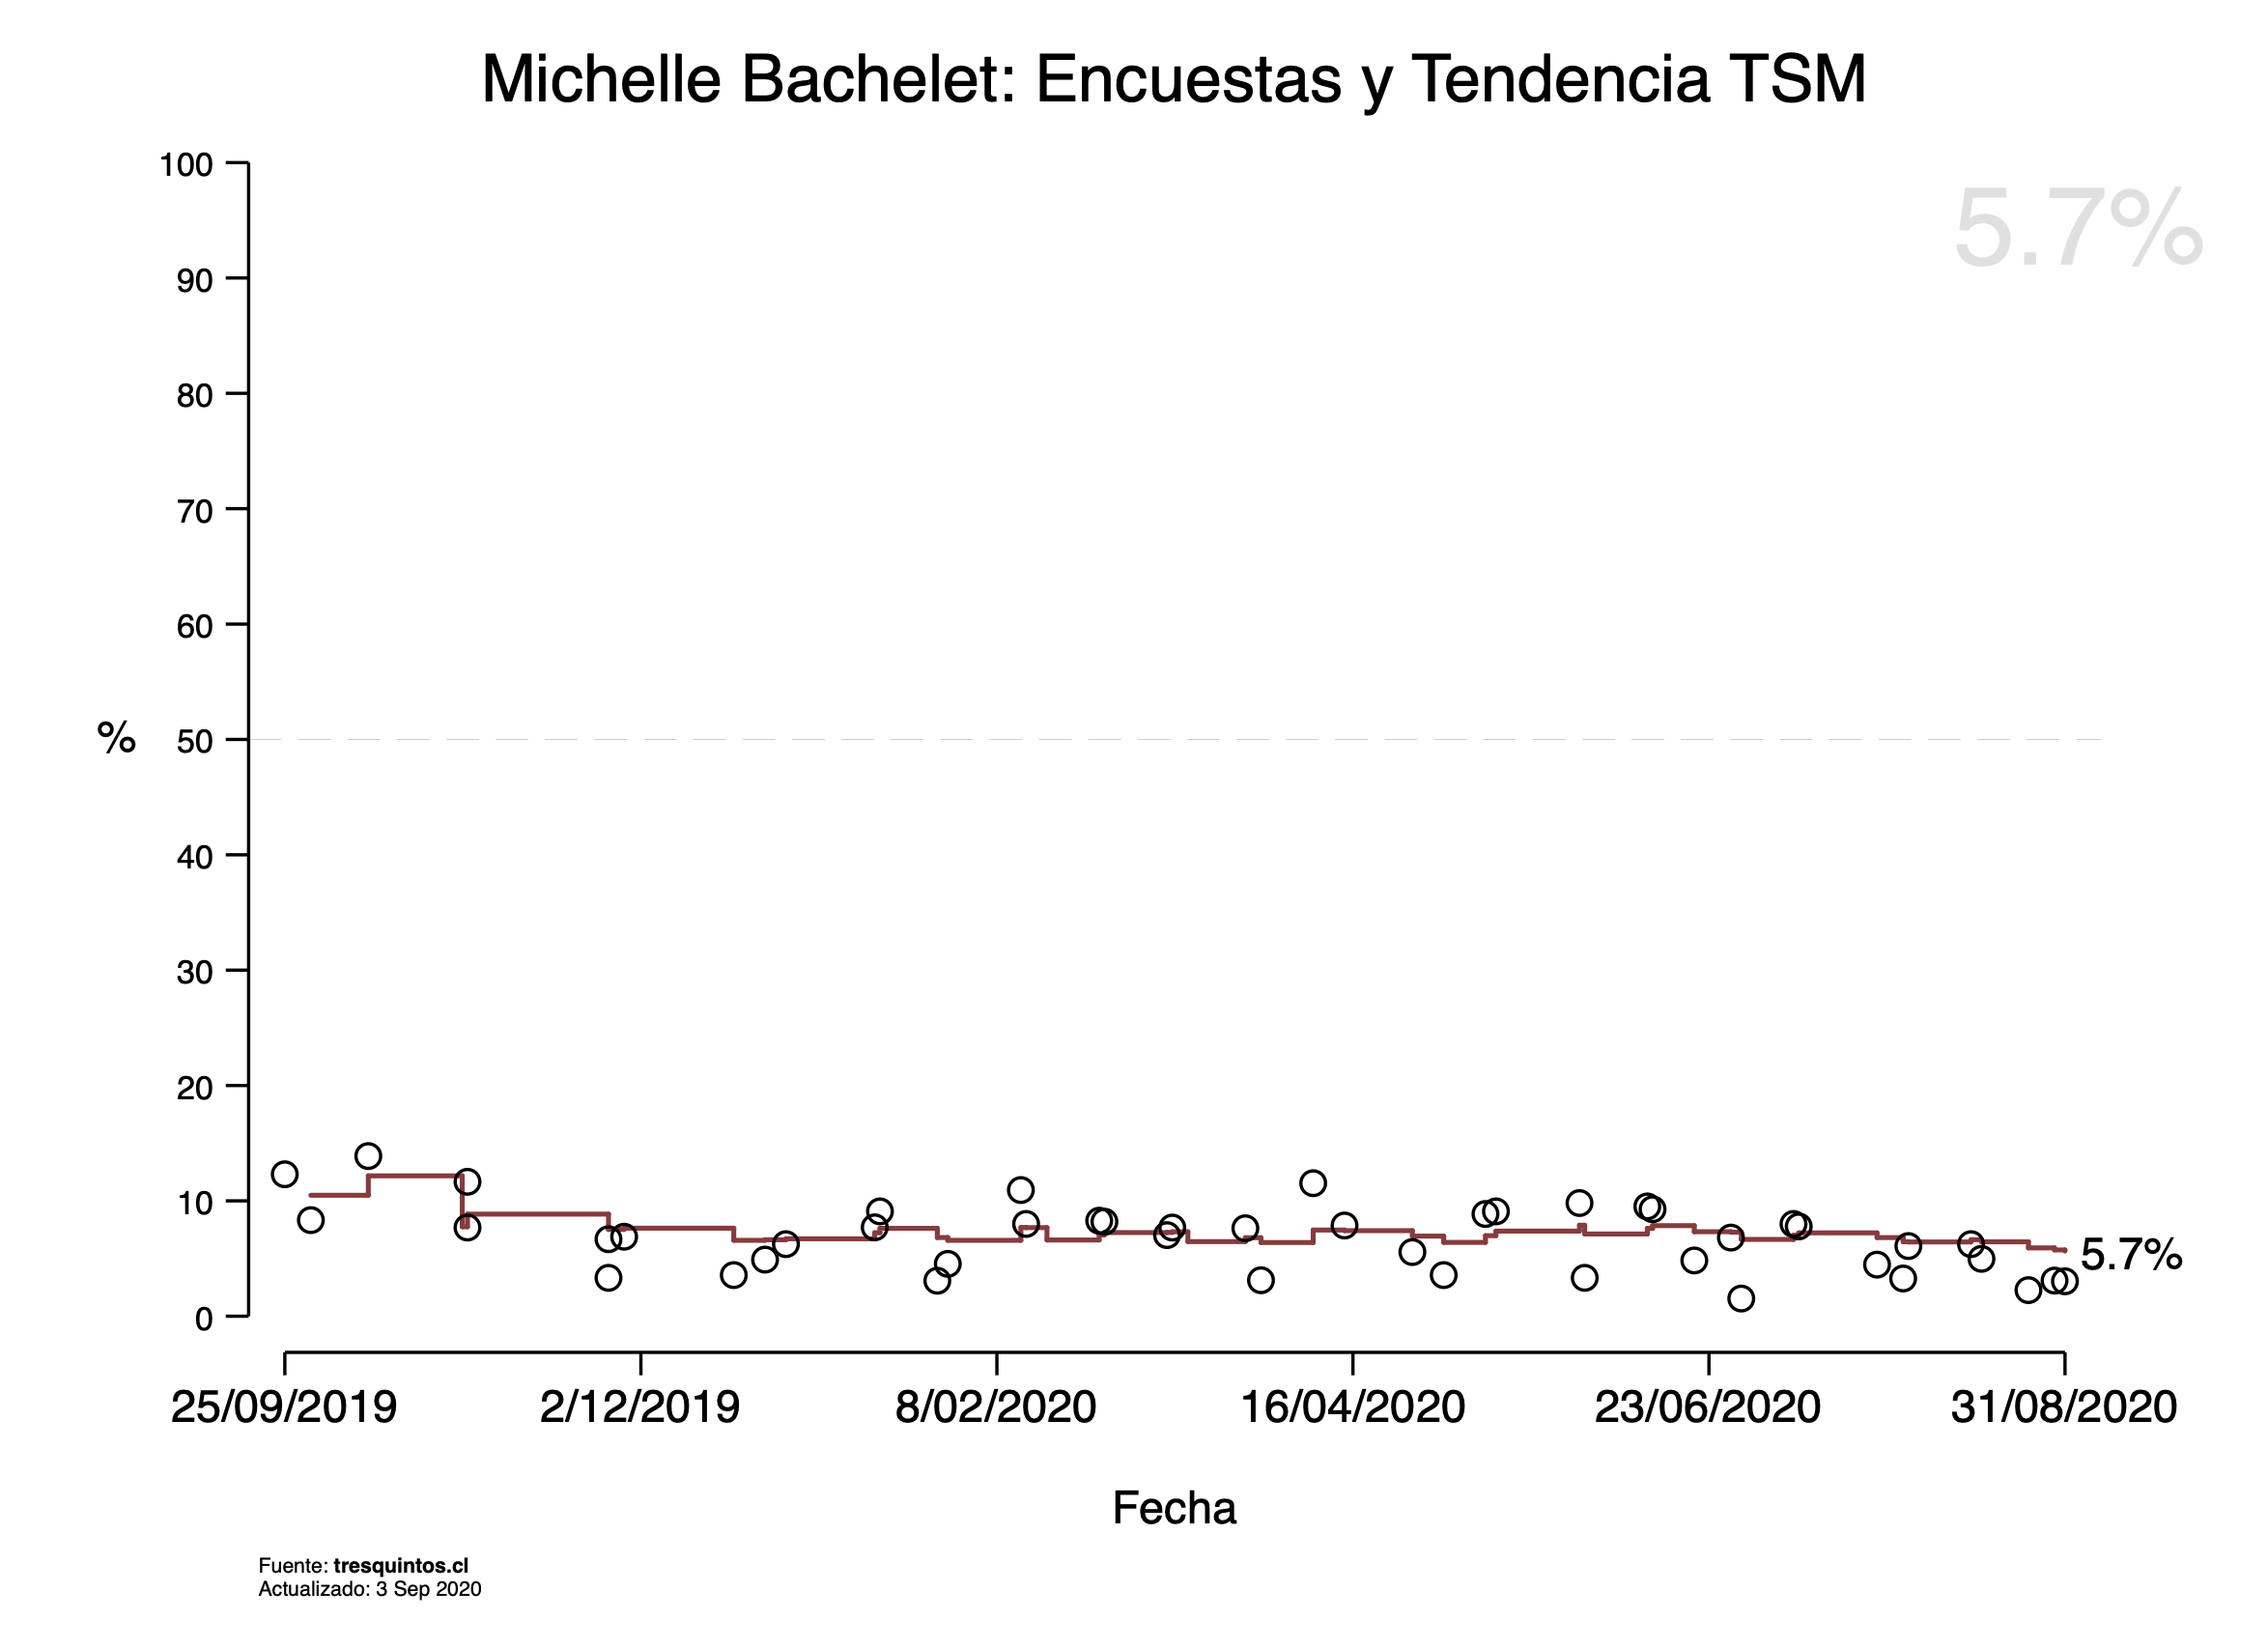 Michelle Bachelet: Encuestas y Tendencia TSM
5.7%
100
90
80
70
60
50
40
30
20
10
0
%
5.7%
25/09/2019 2/12/2019 8/02/2020 16/04/2020 23/06/2020 31/08/2020
Fecha
Fuente: tresquintos.cl
Actualizado: 3 Sep 2020